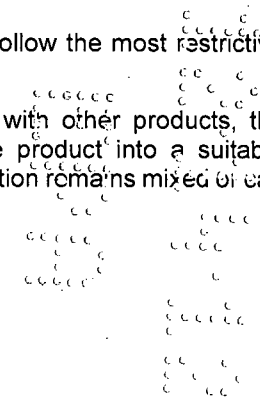 ollow the most restrictiv
with other products, th
e product into a suitab
tion remains mixed or ca